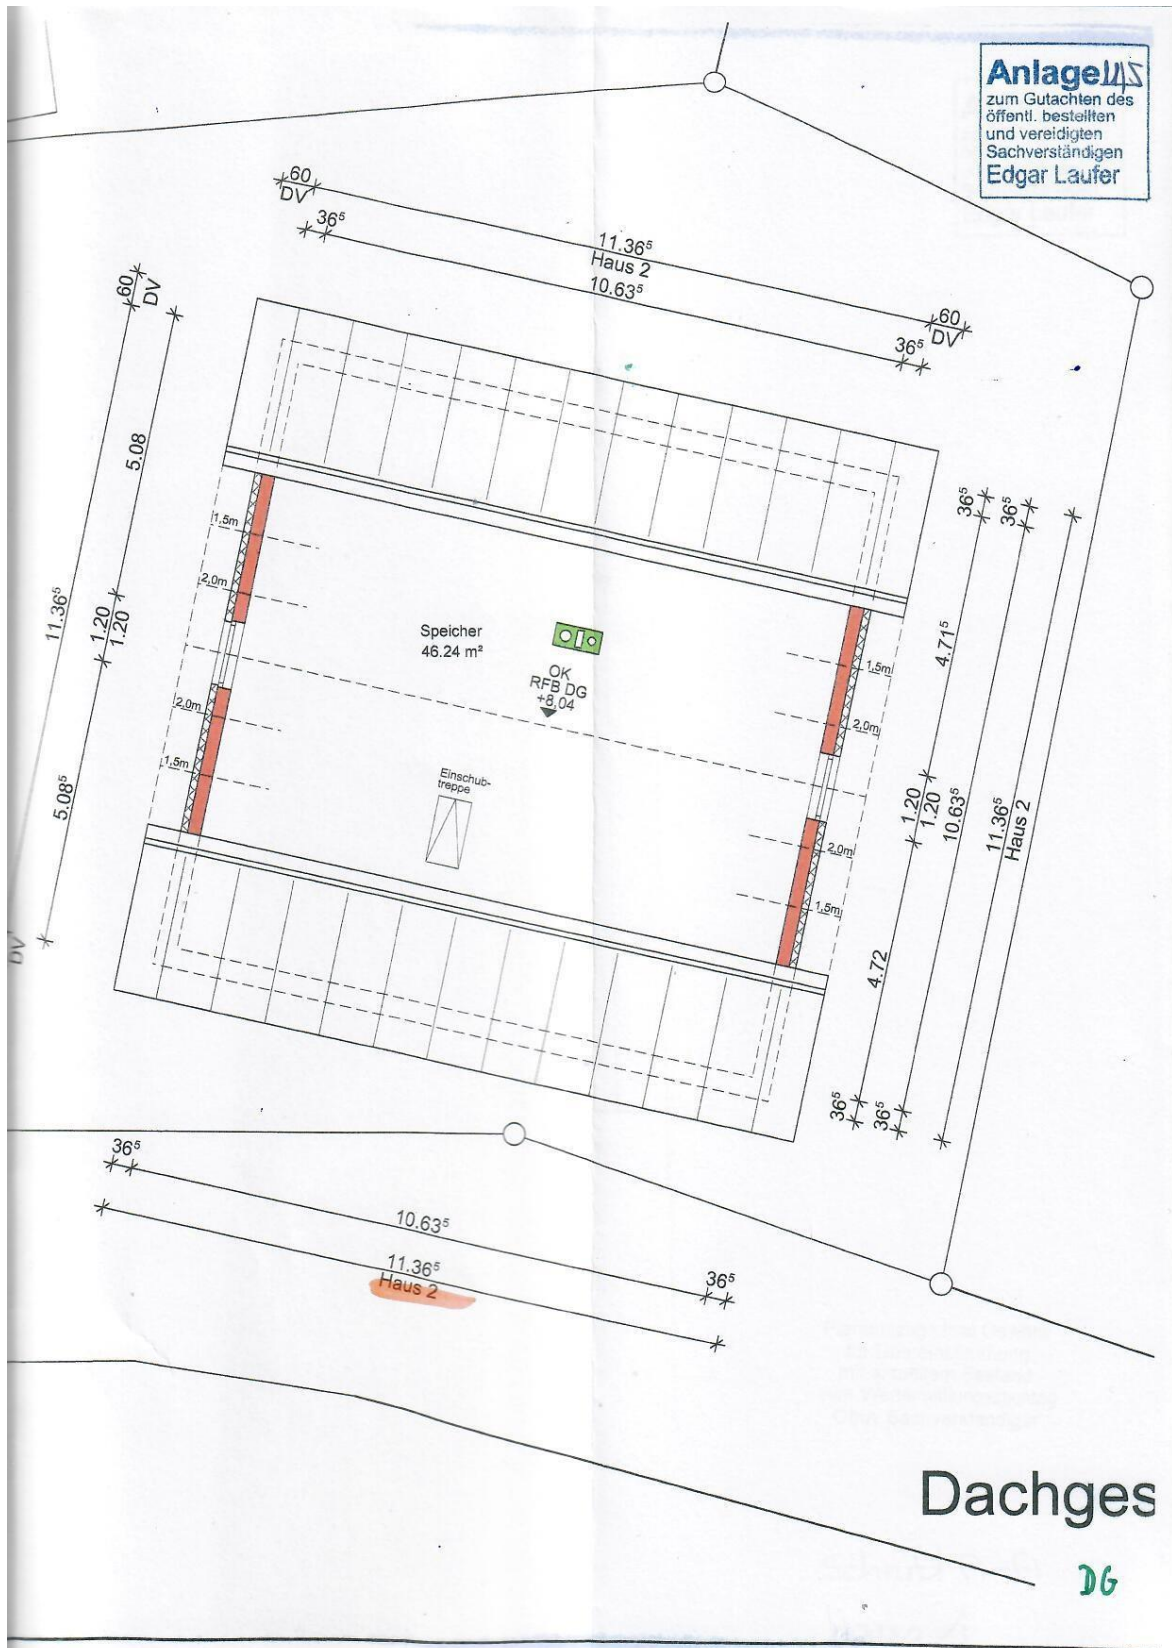 Anlage
zum Gutachten des
öffentl. bestellten
und vereidigten
Sachverständigen
Edgar Laufer
60
DV
36⁵
11.36⁵
Haus 2
10.63⁵
60
DV
36⁵
60
DV
5.08
11.36⁵
1.20
1.20
5.08⁵
DV
1,5m
2,0m
2,0m
1,5m
Speicher
46.24 m²
OK
RFB DG
+8,04
Einschub-
treppe
1,5m
2,0m
2,0m
1,5m
36⁵
36⁵
4.71⁵
1.20
1.20
10.63⁵
11.36⁵
Haus 2
4.72
36⁵
36⁵
36⁵
10.63⁵
11.36⁵
Haus 2
36⁵
Dachges
DG